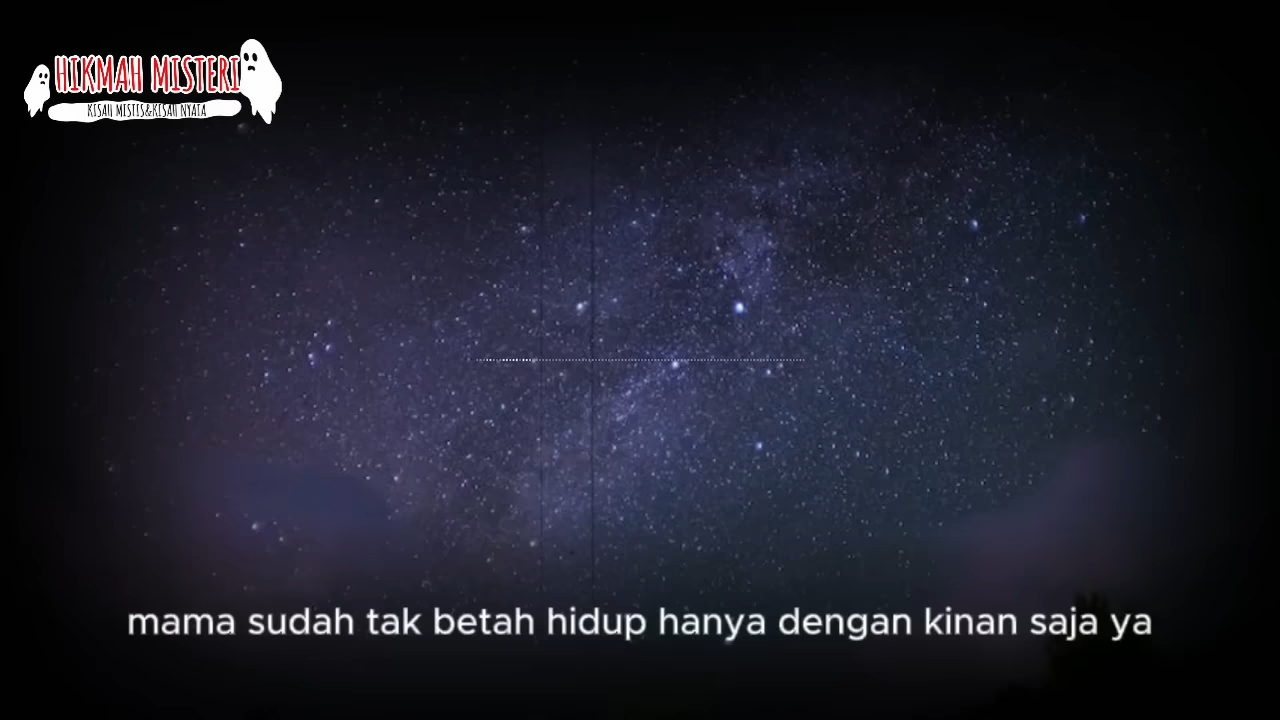 HIKMAH MISTERI
KISAH MISTIS&KISAH NYATA
mama sudah tak betah hidup hanya dengan kinan saja ya